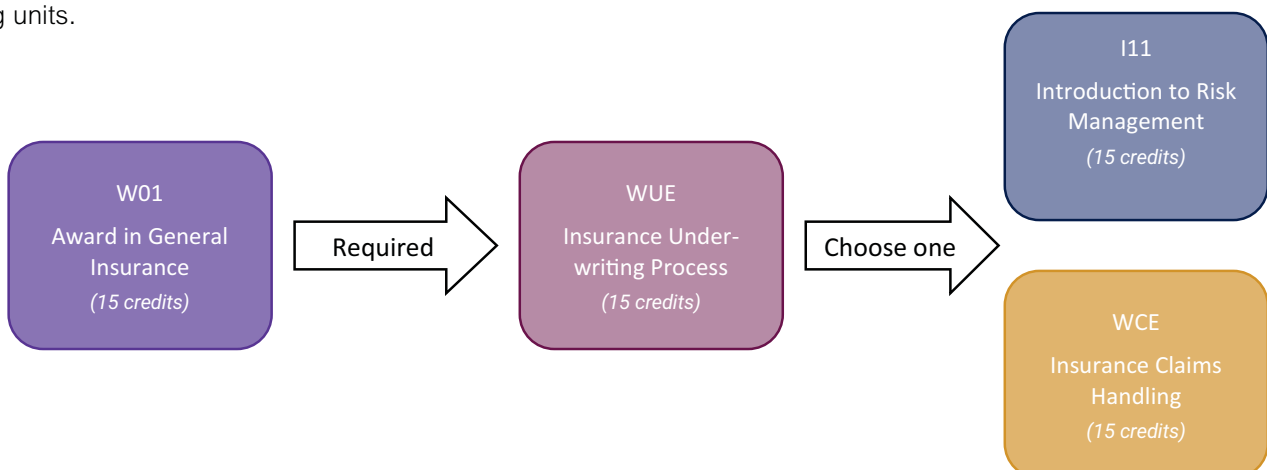 g units.
W01
Award in General
Insurance
(15 credits)
Required
WUE
Insurance Under-
writing Process
(15 credits)
Choose one
I11
Introduction to Risk
Management
(15 credits)
WCE
Insurance Claims
Handling
(15 credits)